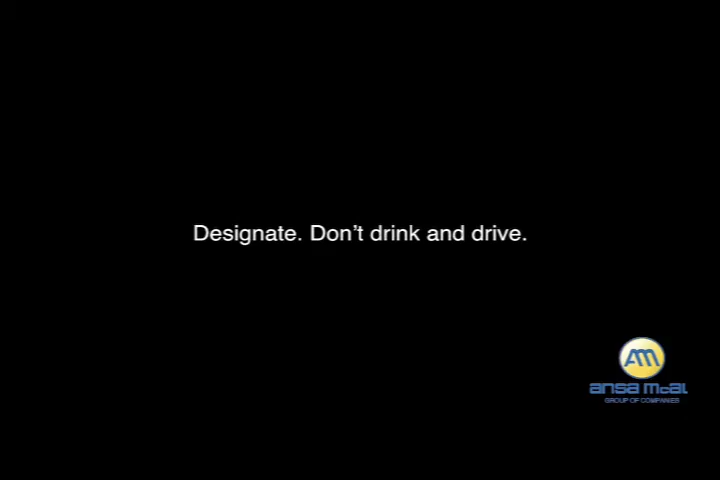 Designate. Don't drink and drive.
AM
ansa mcal
GROUP OF COMPANIES